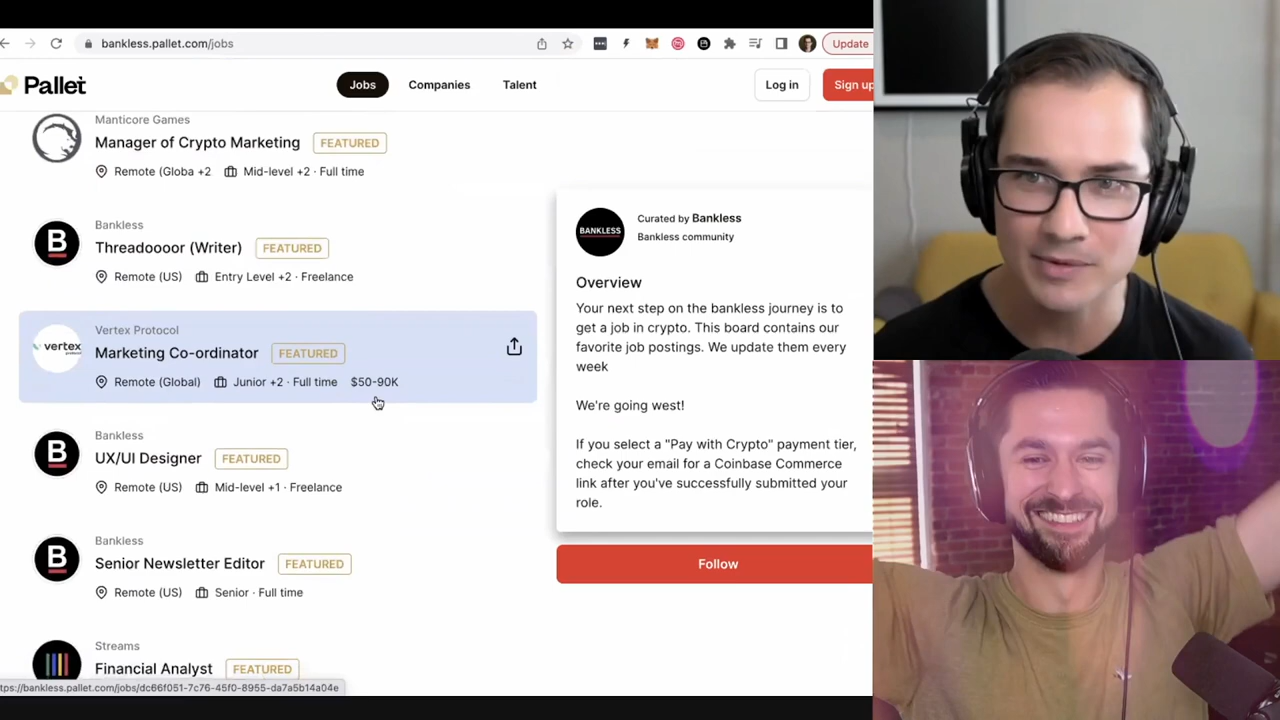 bankless.pallet.com/jobs
Update
Pallet
Jobs
Companies
Talent
Log in
Sign up
Manticore Games
Manager of Crypto Marketing
FEATURED
Remote (Globa +2
Mid-level +2 · Full time
Bankless
Threadoooor (Writer)
FEATURED
Remote (US)
Entry Level +2 · Freelance
vertex
Vertex Protocol
Marketing Co-ordinator
FEATURED
Remote (Global)
Junior +2 · Full time
$50-90K
B
Bankless
UX/UI Designer
FEATURED
Remote (US)
Mid-level +1 · Freelance
B
Bankless
Senior Newsletter Editor
FEATURED
Remote (US)
Senior · Full time
B
Streams
Financial Analyst
FEATURED
ttps://bankless.pallet.com/jobs/dc66f051-7c76-45f0-8955-da7a5b14a04e
BANKLESS
Curated by Bankless
Bankless community
Overview
Your next step on the bankless journey is to
get a job in crypto. This board contains our
favorite job postings. We update them every
week
We're going west!
If you select a "Pay with Crypto" payment tier,
check your email for a Coinbase Commerce
link after you've successfully submitted your
role.
Follow